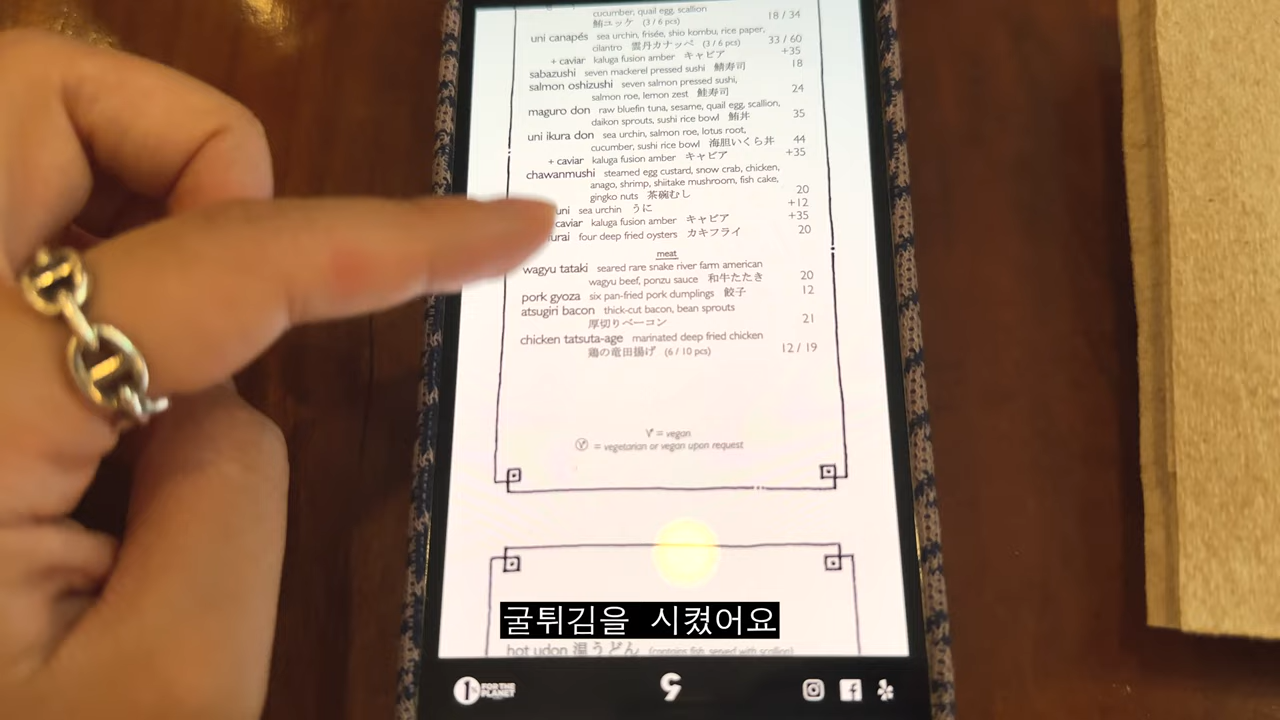 cucumber, quail egg, scallion
鮪ユッケ (3 / 6 pcs) 18 / 34
uni canapés sea urchin, frisée, shio kombu, rice paper,
cilantro 雲丹カナッペ (3 / 6 pcs) 33 / 60
+ caviar kaluga fusion amber キャビア +35
sabazushi seven mackerel pressed sushi 鯖寿司 18
salmon oshizushi seven salmon pressed sushi,
salmon roe, lemon zest 鮭寿司 24
maguro don raw bluefin tuna, sesame, quail egg, scallion,
daikon sprouts, sushi rice bowl 鮪丼 35
uni ikura don sea urchin, salmon roe, lotus root,
cucumber, sushi rice bowl 海胆いくら丼 44
+ caviar kaluga fusion amber キャビア +35
chawanmushi steamed egg custard, snow crab, chicken,
anago, shrimp, shiitake mushroom, fish cake,
gingko nuts 茶碗むし 20
uni sea urchin うに +12
caviar kaluga fusion amber キャビア +35
urai four deep fried oysters カキフライ 20
meat
wagyu tataki seared rare snake river farm american
wagyu beef, ponzu sauce 和牛たたき 20
pork gyoza six pan-fried pork dumplings 餃子 12
atsugiri bacon thick-cut bacon, bean sprouts
厚切りベーコン 21
chicken tatsuta-age marinated deep fried chicken
鶏の竜田揚げ (6 / 10 pcs) 12 / 19
V = vegan
V = vegetarian or vegan upon request
굴튀김을 시켰어요
hot udon 温うどん (contains fish, served with scallion)
1% FOR THE PLANET